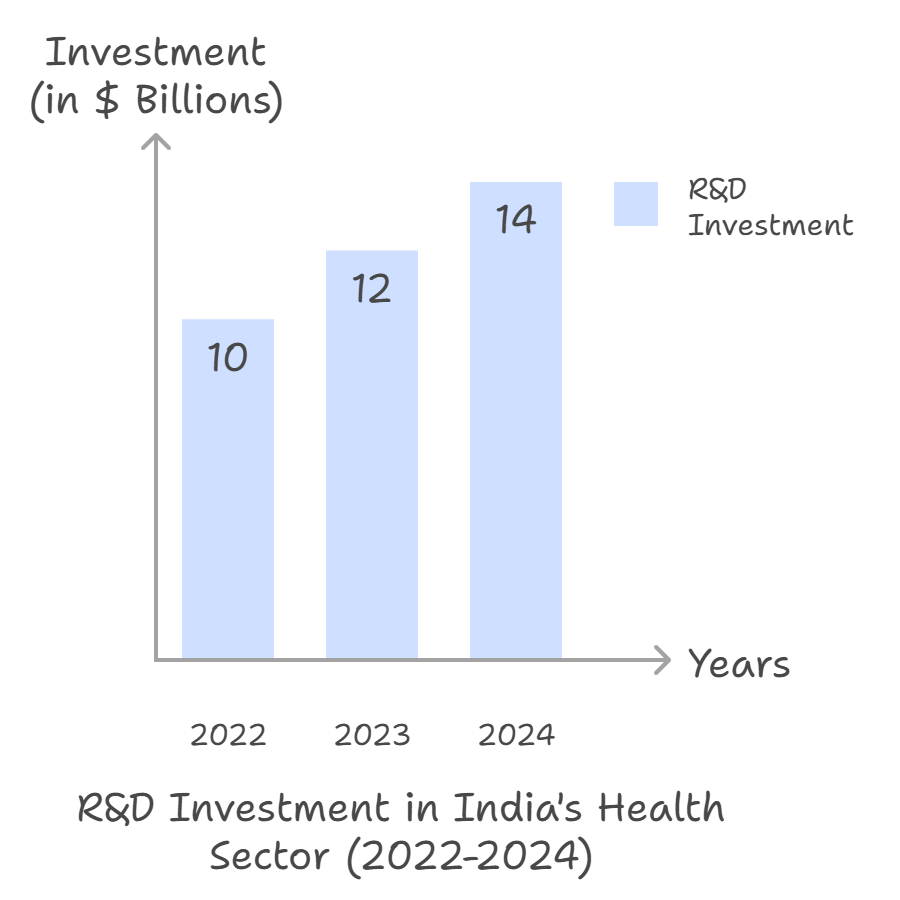 Investment
(in $ Billions)
R&D
Investment
14
12
10
Years
2022 2023 2024
R&D Investment in India's Health
Sector (2022-2024)